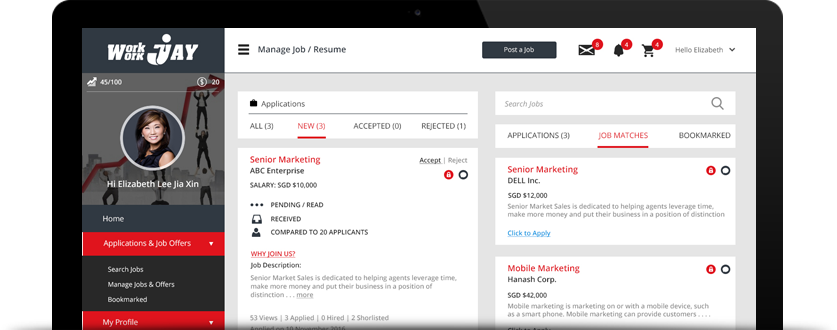 Work Work JAY
45/100
20
Hi Elizabeth Lee Jia Xin
Home
Applications & Job Offers
Search Jobs
Manage Jobs & Offers
Bookmarked
My Profile
Manage Job / Resume
Post a Job
8
4
4
Hello Elizabeth
Applications
ALL (3)
NEW (3)
ACCEPTED (0)
REJECTED (1)
Senior Marketing
Accept | Reject
ABC Enterprise
SALARY: SGD $10,000
PENDING / READ
RECEIVED
COMPARED TO 20 APPLICANTS
WHY JOIN US?
Job Description:
Senior Market Sales is dedicated to helping agents leverage time,
make more money and put their business in a position of
distinction . . . more
53 Views | 3 Applied | 0 Hired | 2 Shortlisted
Applied on 10 November 2016
Search Jobs
APPLICATIONS (3)
JOB MATCHES
BOOKMARKED
Senior Marketing
DELL Inc.
SGD $12,000
Senior Market Sales is dedicated to helping agents leverage time,
make more money and put their business in a position of distinction
Click to Apply
Mobile Marketing
Hanash Corp.
SGD $42,000
Mobile marketing is marketing on or with a mobile device, such
as a smart phone. Mobile marketing can provide customers . . . .
Click to Apply